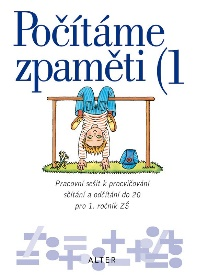 Počítáme
zpaměti (1
Pracovní sešit k procvičování
sčítání a odčítání do 20
pro 1. ročník ZŠ
ALTER